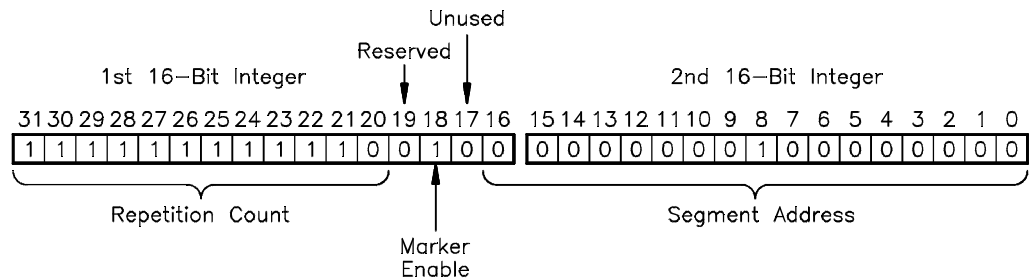 Unused
Reserved
1st 16-Bit Integer
2nd 16-Bit Integer
31 30 29 28 27 26 25 24 23 22 21 20 19 18 17 16 15 14 13 12 11 10 9 8 7 6 5 4 3 2 1 0
1 1 1 1 1 1 1 1 1 1 1 0 0 1 0 0 0 0 0 0 0 0 0 1 0 0 0 0 0 0 0 0
Repetition Count
Segment Address
Marker
Enable